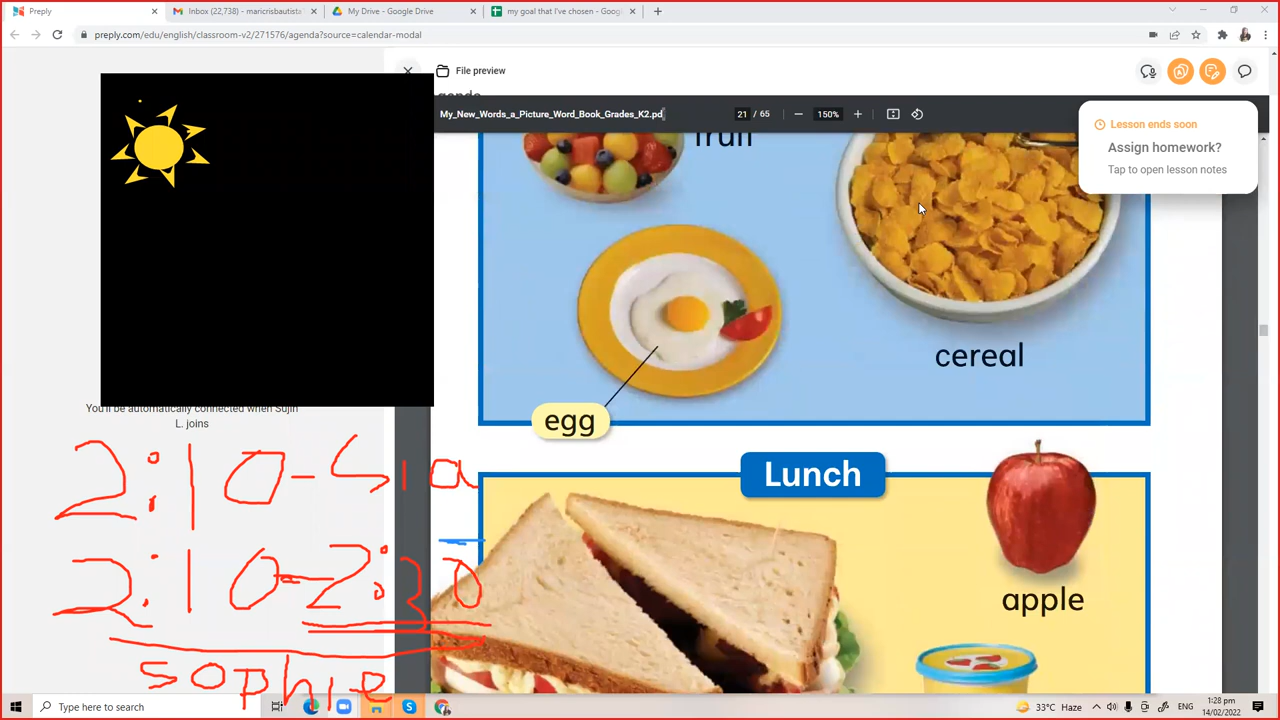 Preply
Inbox (22,738) - maricrisbautista
My Drive - Google Drive
my goal that I've chosen - Goog
preply.com/edu/english/classroom-v2/271576/agenda?source=calendar-modal
File preview
My_New_Words_a_Picture_Word_Book_Grades_K2.pd
21 / 65
150%
Lesson ends soon
Assign homework?
Tap to open lesson notes
fruit
cereal
egg
You'll be automatically connected when Sujin
L. joins
2:10-Sia
2:10-2:30
sophie
Lunch
apple
Type here to search
33°C Haze
ENG
1:28 pm
14/02/2022